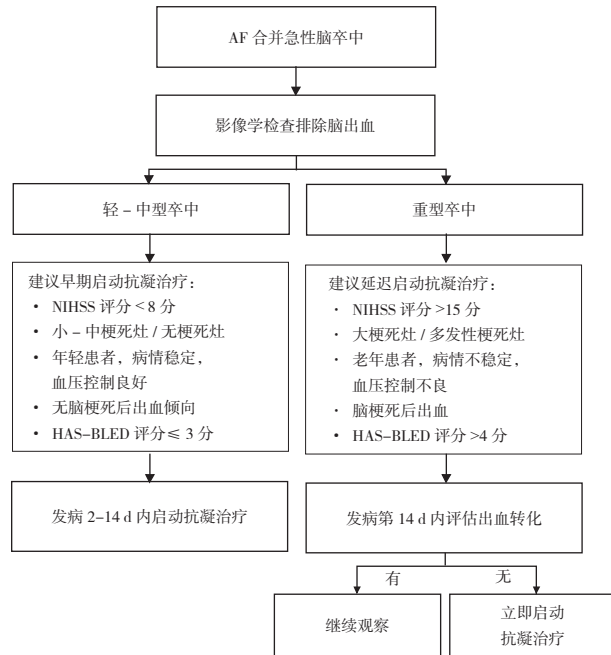 AF 合并急性脑卒中
影像学检查排除脑出血
轻－中型卒中
重型卒中
建议早期启动抗凝治疗：
• NIHSS 评分 < 8 分
• 小－中梗死灶 / 无梗死灶
• 年轻患者，病情稳定，
血压控制良好
• 无脑梗死后出血倾向
• HAS-BLED 评分≤ 3 分
建议延迟启动抗凝治疗：
· NIHSS 评分 >15 分
· 大梗死灶 / 多发性梗死灶
· 老年患者，病情不稳定，
血压控制不良
· 脑梗死后出血
· HAS-BLED 评分 >4 分
发病 2-14 d 内启动抗凝治疗
发病第 14 d 内评估出血转化
有
无
继续观察
立即启动
抗凝治疗